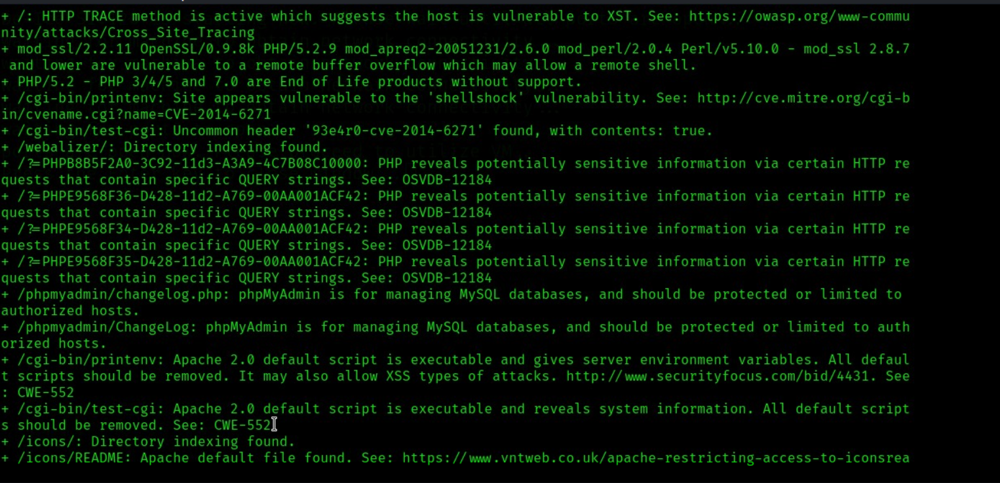 + /: HTTP TRACE method is active which suggests the host is vulnerable to XST. See: https://owasp.org/www-commu
nity/attacks/Cross_Site_Tracing
+ mod_ssl/2.2.11 OpenSSL/0.9.8k PHP/5.2.9 mod_apreq2-20051231/2.6.0 mod_perl/2.0.4 Perl/v5.10.0 - mod_ssl 2.8.7
 and lower are vulnerable to a remote buffer overflow which may allow a remote shell.
+ PHP/5.2 - PHP 3/4/5 and 7.0 are End of Life products without support.
+ /cgi-bin/printenv: Site appears vulnerable to the 'shellshock' vulnerability. See: http://cve.mitre.org/cgi-b
in/cvename.cgi?name=CVE-2014-6271
+ /cgi-bin/test-cgi: Uncommon header '93e4r0-cve-2014-6271' found, with contents: true.
+ /webalizer/: Directory indexing found.
+ /?=PHPB8B5F2A0-3C92-11d3-A3A9-4C7B08C10000: PHP reveals potentially sensitive information via certain HTTP re
quests that contain specific QUERY strings. See: OSVDB-12184
+ /?=PHPE9568F36-D428-11d2-A769-00AA001ACF42: PHP reveals potentially sensitive information via certain HTTP re
quests that contain specific QUERY strings. See: OSVDB-12184
+ /?=PHPE9568F34-D428-11d2-A769-00AA001ACF42: PHP reveals potentially sensitive information via certain HTTP re
quests that contain specific QUERY strings. See: OSVDB-12184
+ /?=PHPE9568F35-D428-11d2-A769-00AA001ACF42: PHP reveals potentially sensitive information via certain HTTP re
quests that contain specific QUERY strings. See: OSVDB-12184
+ /phpmyadmin/changelog.php: phpMyAdmin is for managing MySQL databases, and should be protected or limited to
authorized hosts.
+ /phpmyadmin/ChangeLog: phpMyAdmin is for managing MySQL databases, and should be protected or limited to auth
orized hosts.
+ /cgi-bin/printenv: Apache 2.0 default script is executable and gives server environment variables. All defaul
t scripts should be removed. It may also allow XSS types of attacks. http://www.securityfocus.com/bid/4431. See
: CWE-552
+ /cgi-bin/test-cgi: Apache 2.0 default script is executable and reveals system information. All default script
s should be removed. See: CWE-552
+ /icons/: Directory indexing found.
+ /icons/README: Apache default file found. See: https://www.vntweb.co.uk/apache-restricting-access-to-iconsrea